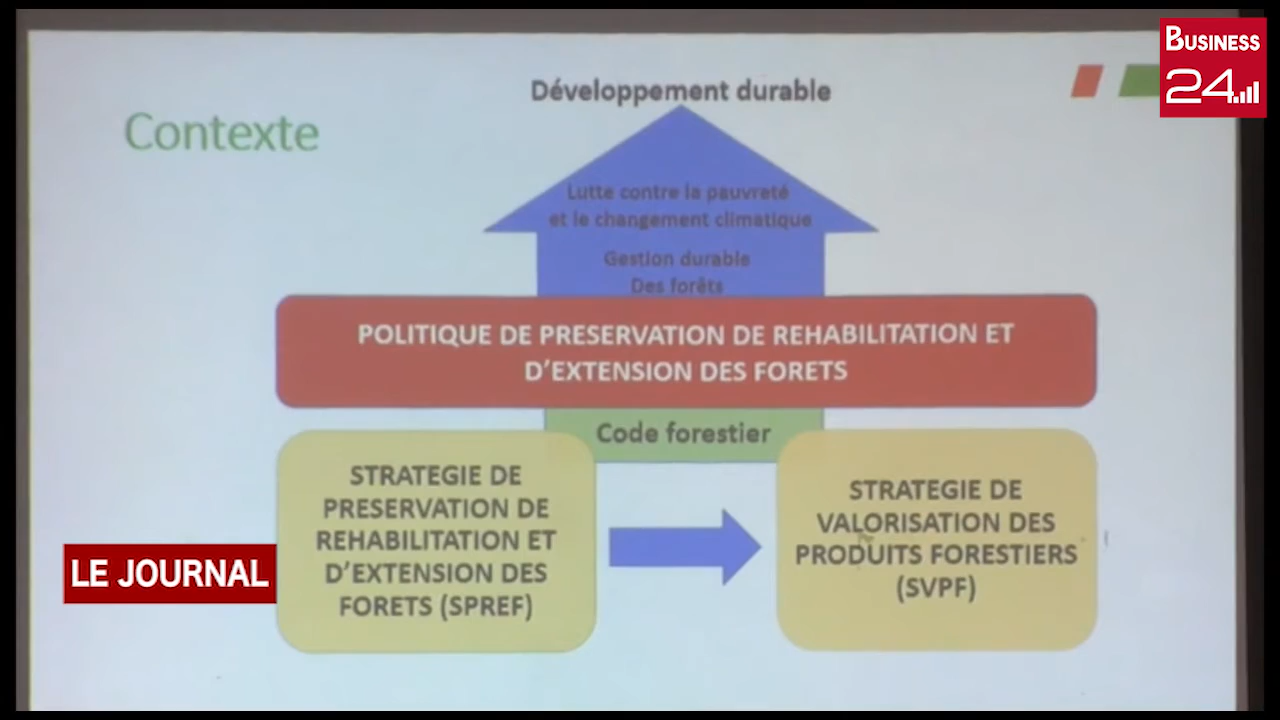 BUSINESS
24
Développement durable
Contexte
Lutte contre la pauvreté
et le changement climatique
Gestion durable
Des forêts
POLITIQUE DE PRESERVATION DE REHABILITATION ET
D'EXTENSION DES FORETS
Code forestier
STRATEGIE DE
PRESERVATION DE
REHABILITATION ET
D'EXTENSION DES
FORETS (SPREF)
STRATEGIE DE
VALORISATION DES
PRODUITS FORESTIERS
(SVPF)
LE JOURNAL